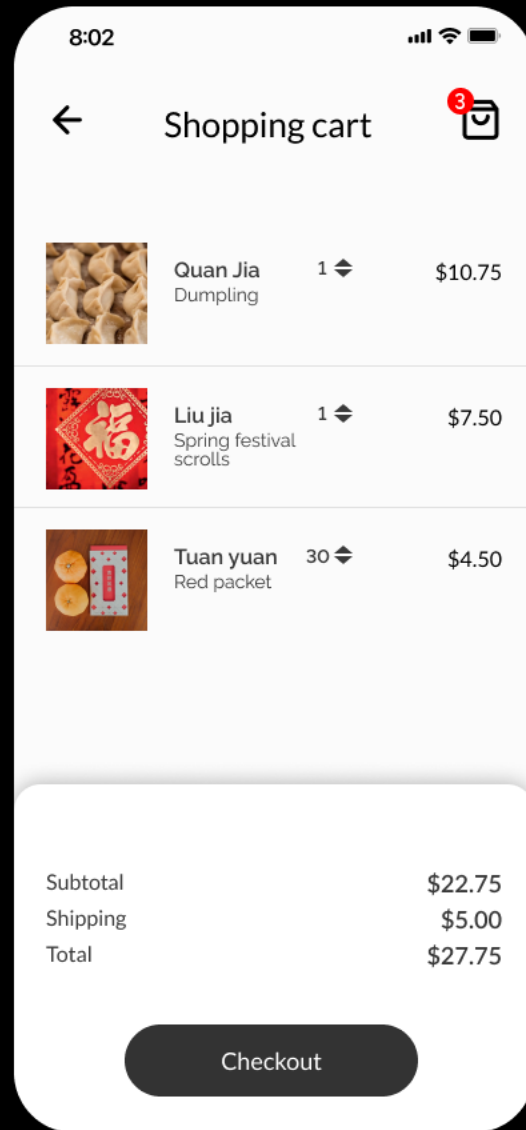 8:02
Shopping cart
3
Quan Jia
1
$10.75
Dumpling
福
Liu jia
1
$7.50
Spring festival
scrolls
Tuan yuan
30
$4.50
Red packet
Subtotal
$22.75
Shipping
$5.00
Total
$27.75
Checkout